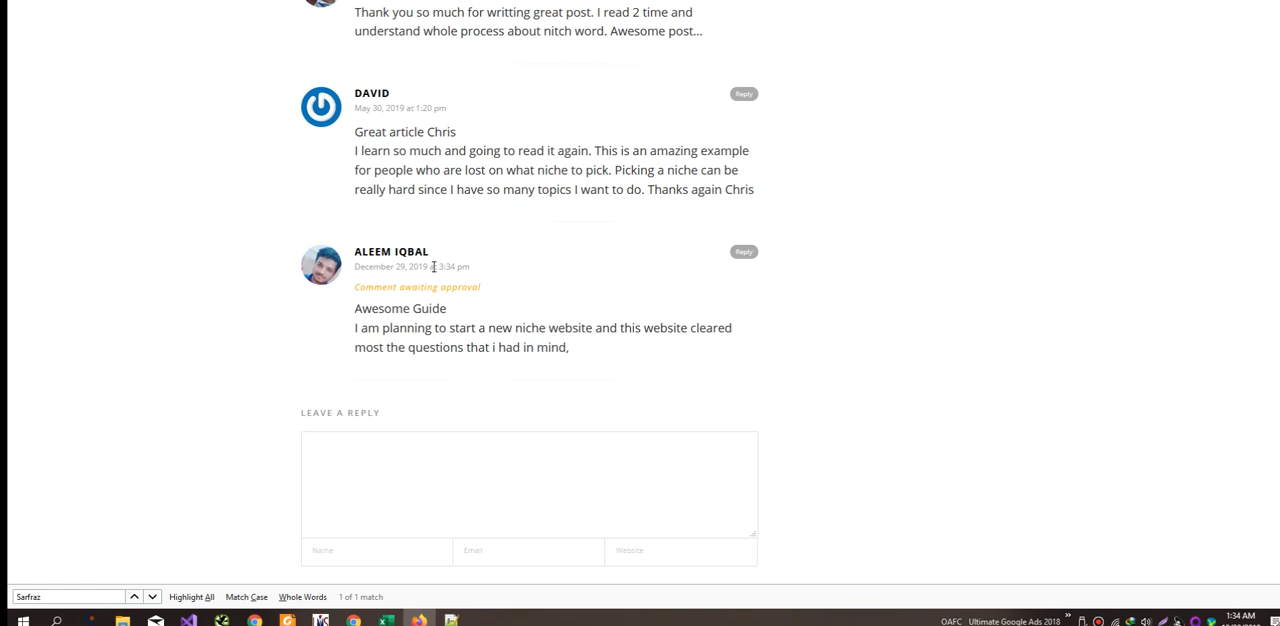 Thank you so much for writting great post. I read 2 time and
understand whole process about nitch word. Awesome post...
DAVID
Reply
May 30, 2019 at 1:20 pm
Great article Chris
I learn so much and going to read it again. This is an amazing example
for people who are lost on what niche to pick. Picking a niche can be
really hard since I have so many topics I want to do. Thanks again Chris
ALEEM IQBAL
Reply
December 29, 2019 at 3:34 pm
Comment awaiting approval
Awesome Guide
I am planning to start a new niche website and this website cleared
most the questions that i had in mind,
LEAVE A REPLY
Name Email Website
Sarfraz Highlight All Match Case Whole Words 1 of 1 match
OAFC Ultimate Google Ads 2018 1:34 AM